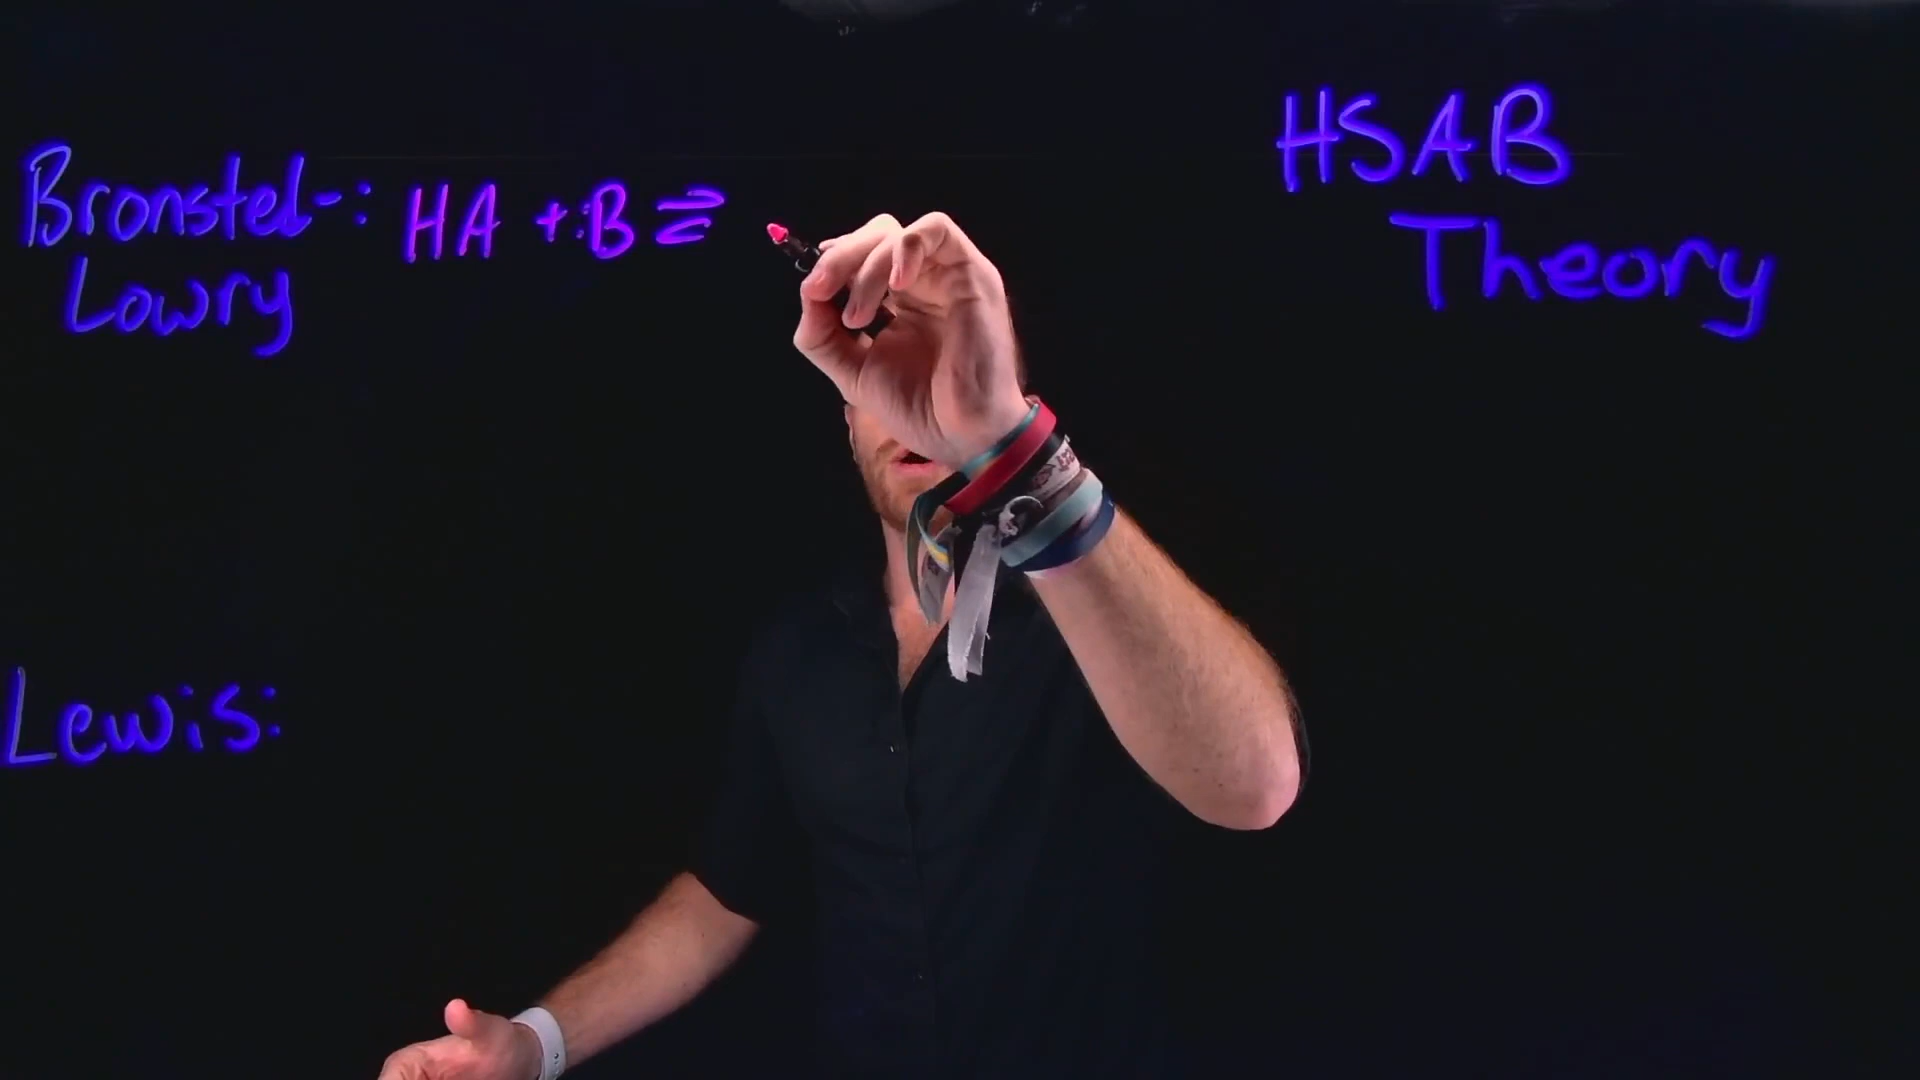 Bronsted-: HA + :B ⇌
Lowry
HSAB
Theory
Lewis: